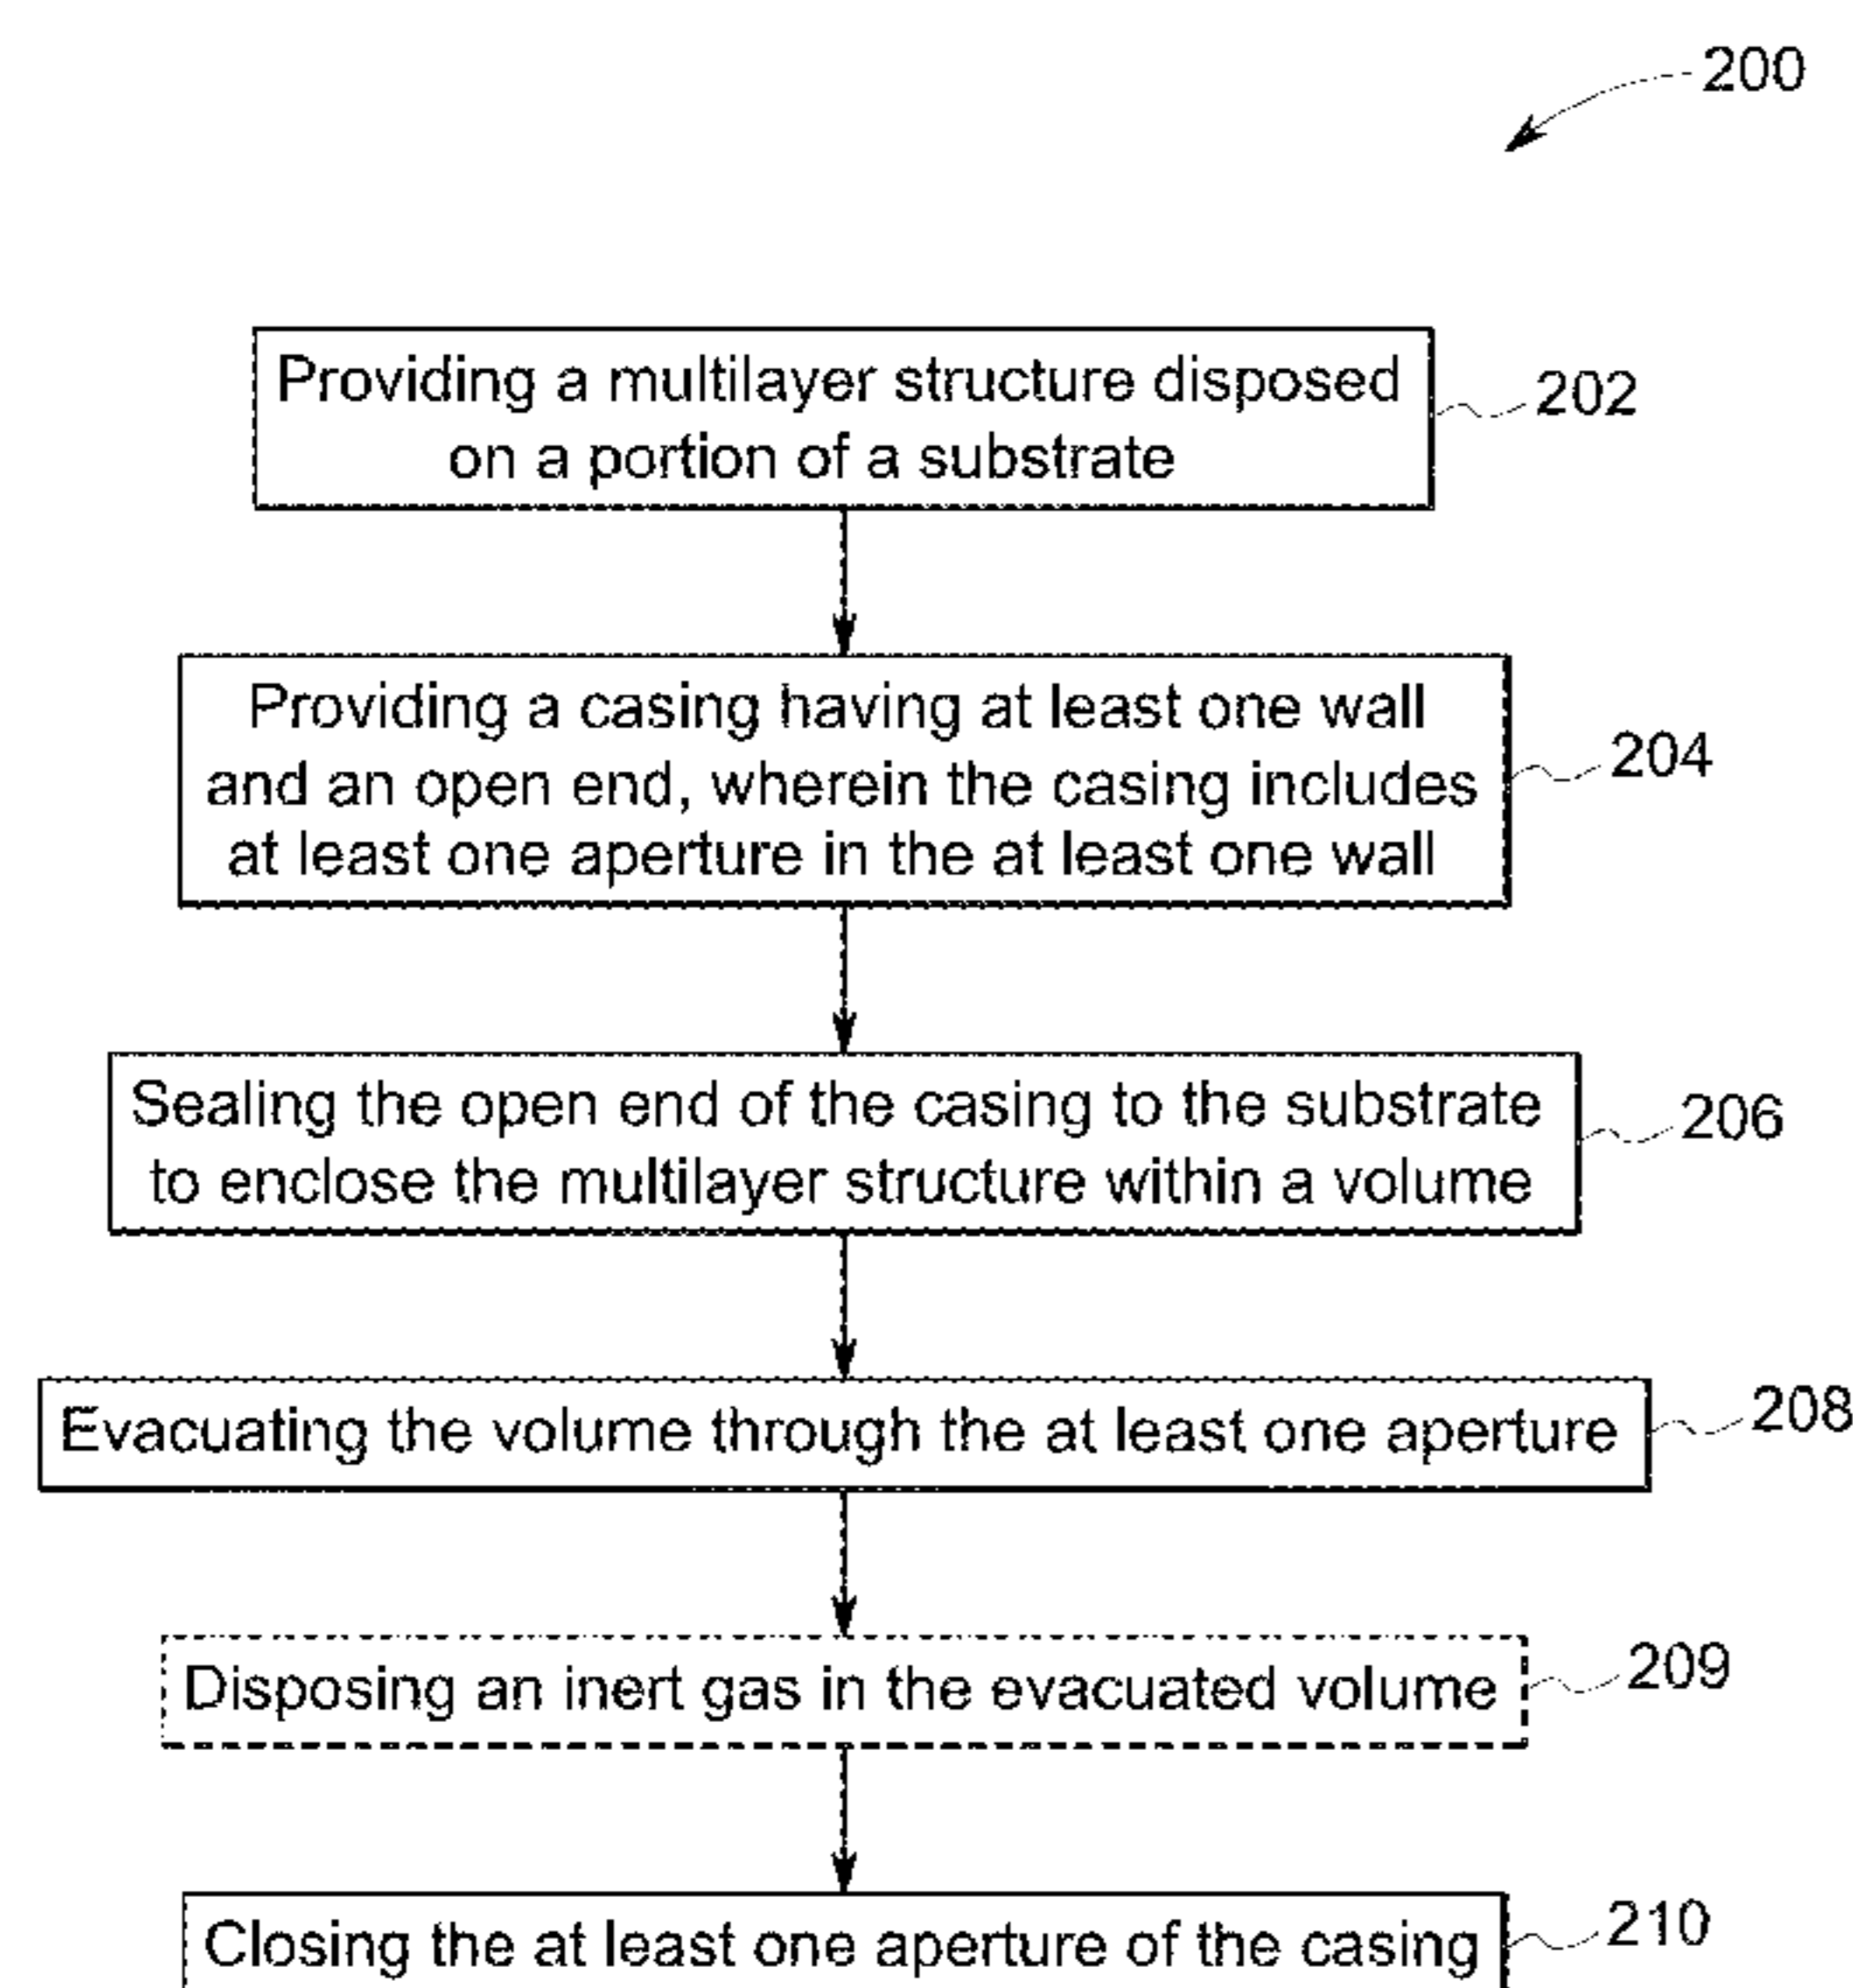 200
Providing a multilayer structure disposed
on a portion of a substrate
202
Providing a casing having at least one wall
and an open end, wherein the casing includes
at least one aperture in the at least one wall
204
Sealing the open end of the casing to the substrate
to enclose the multilayer structure within a volume
206
Evacuating the volume through the at least one aperture
208
Disposing an inert gas in the evacuated volume
209
Closing the at least one aperture of the casing
210